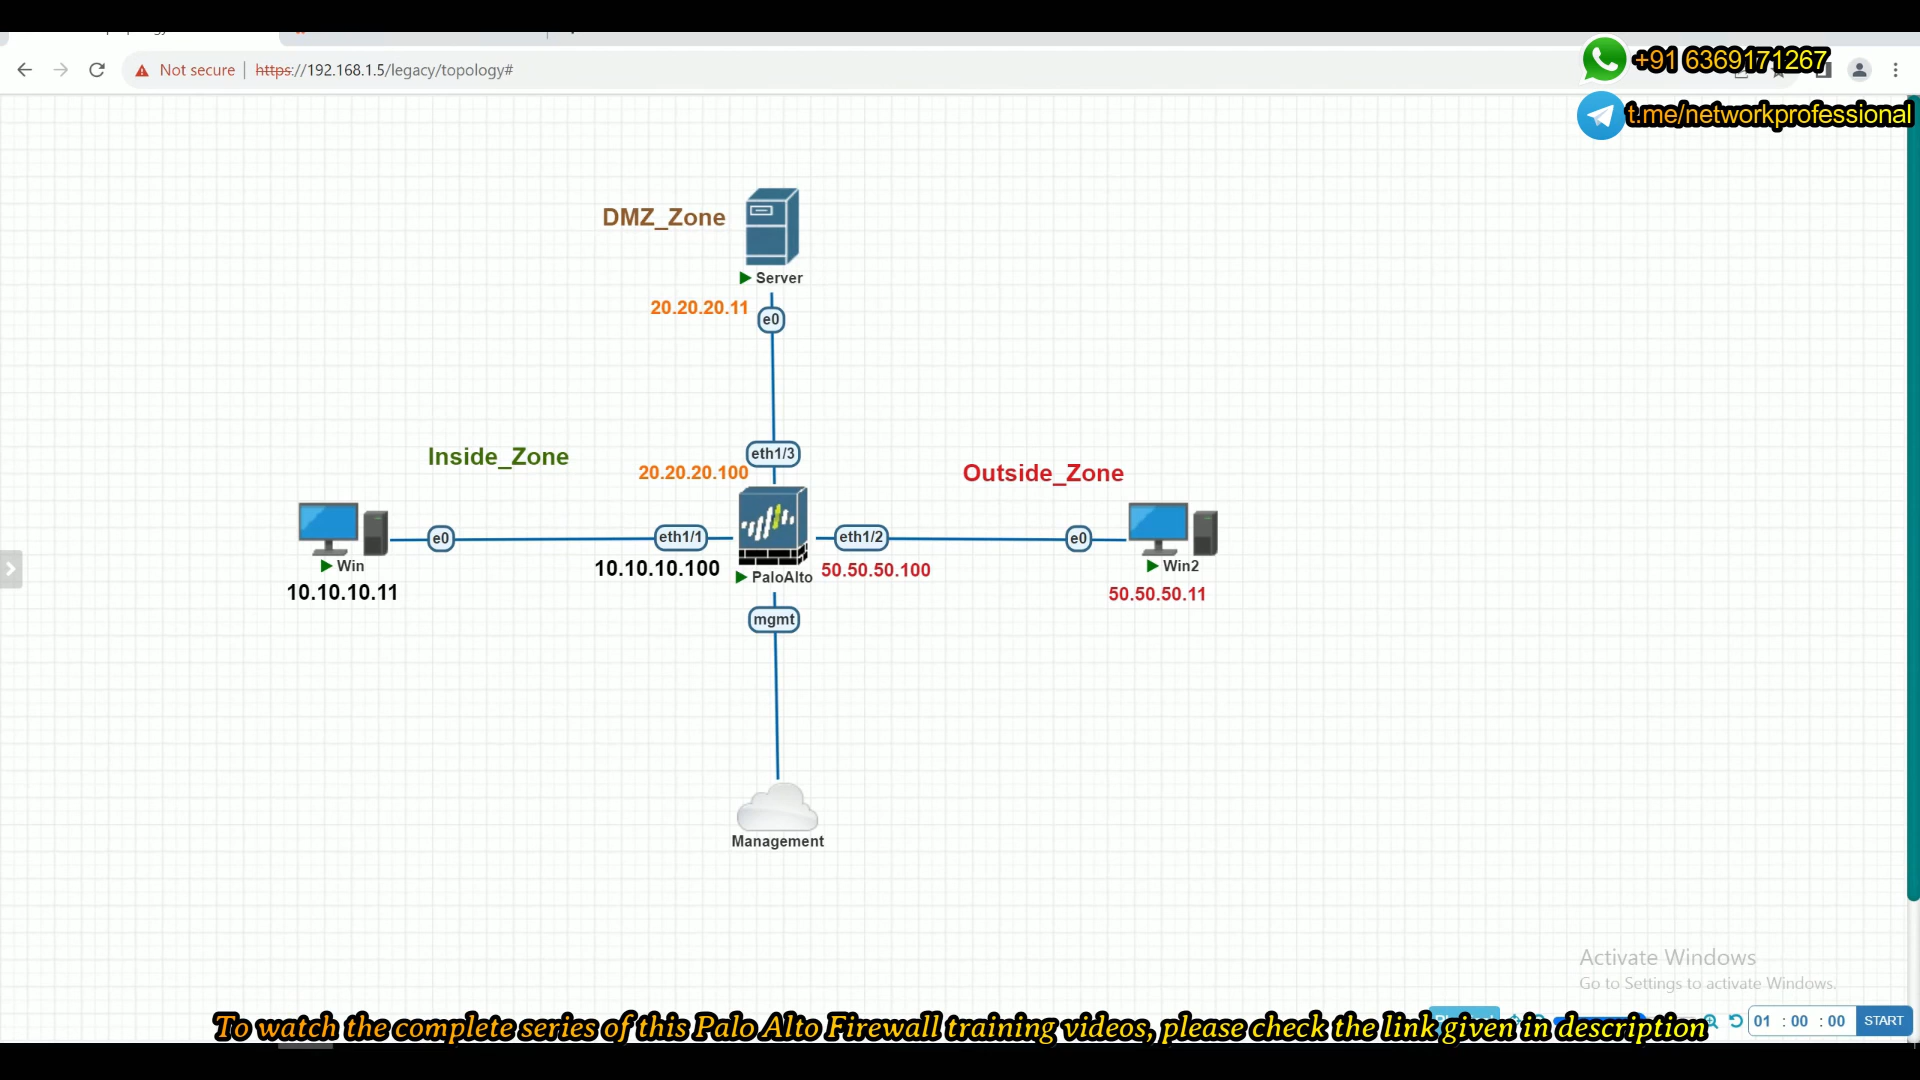 Not secure | https://192.168.1.5/legacy/topology#
+91 6369171267
t.me/networkprofessional
DMZ_Zone
Server
20.20.20.11
e0
eth1/3
Inside_Zone
20.20.20.100
Outside_Zone
e0
eth1/1
eth1/2
e0
Win
10.10.10.11
10.10.10.100
PaloAlto
50.50.50.100
Win2
50.50.50.11
mgmt
Management
Activate Windows
Go to Settings to activate Windows.
To watch the complete series of this Palo Alto Firewall training videos, please check the link given in description
01 : 00 : 00 START